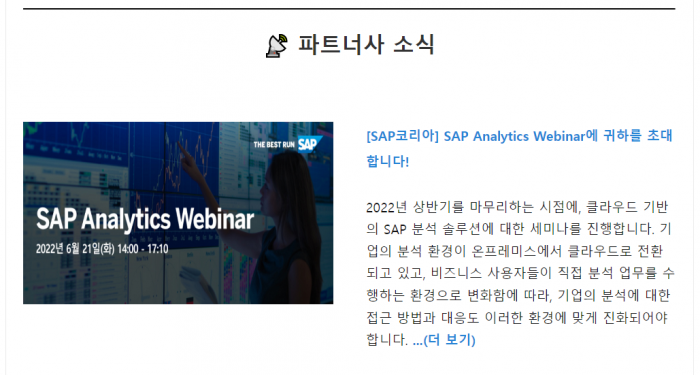 파트너사 소식
THE BEST RUN SAP
SAP Analytics Webinar
2022년 6월 21일(화) 14:00 - 17:10
[SAP코리아] SAP Analytics Webinar에 귀하를 초대
합니다!
2022년 상반기를 마무리하는 시점에, 클라우드 기반
의 SAP 분석 솔루션에 대한 세미나를 진행합니다. 기
업의 분석 환경이 온프레미스에서 클라우드로 전환
되고 있고, 비즈니스 사용자들이 직접 분석 업무를 수
행하는 환경으로 변화함에 따라, 기업의 분석에 대한
접근 방법과 대응도 이러한 환경에 맞게 진화되어야
합니다. ...(더 보기)